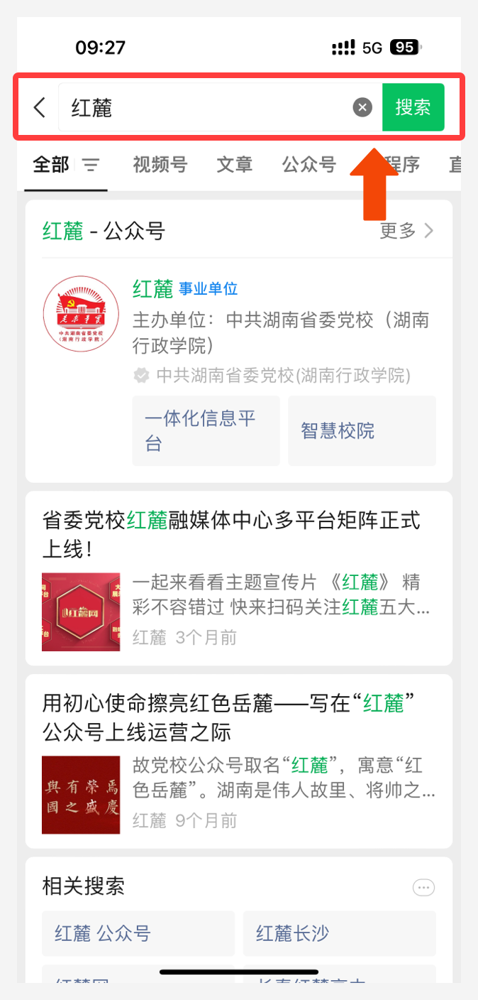 09:27
5G
95
红麓
搜索
全部
视频号
文章
公众号
程序
红麓 - 公众号
更多
红麓 事业单位
主办单位：中共湖南省委党校（湖南
行政学院）
中共湖南省委党校(湖南行政学院)
中共湖南省委党校
(湖南行政学院)
一体化信息平
台
智慧校院
省委党校红麓融媒体中心多平台矩阵正式
上线！
一起来看看主题宣传片 《红麓》 精
彩不容错过 快来扫码关注红麓五大...
红麓网
红麓 3个月前
用初心使命擦亮红色岳麓——写在“红麓”
公众号上线运营之际
故党校公众号取名“红麓”，寓意“红
色岳麓”。湖南是伟人故里、将帅之...
與有榮焉
國之盛慶
红麓 9个月前
相关搜索
红麓 公众号
红麓长沙